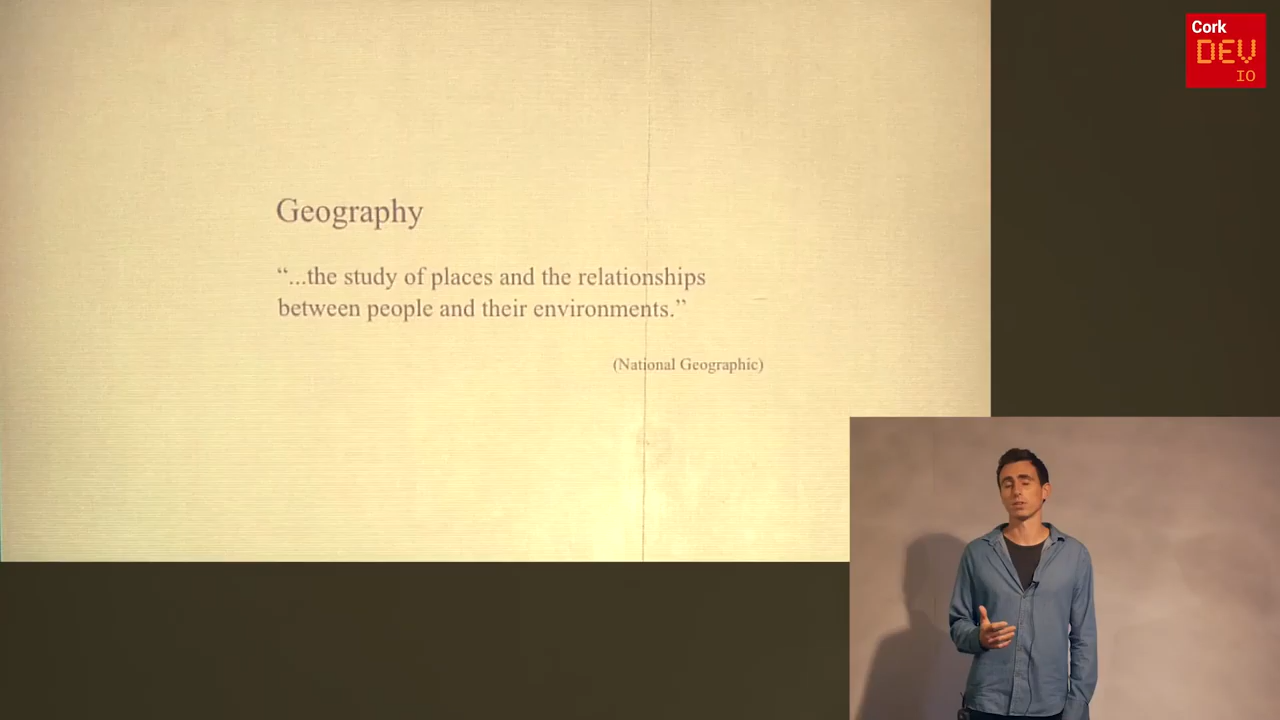 Cork
DEV
IO
Geography
“...the study of places and the relationships
between people and their environments.”
(National Geographic)